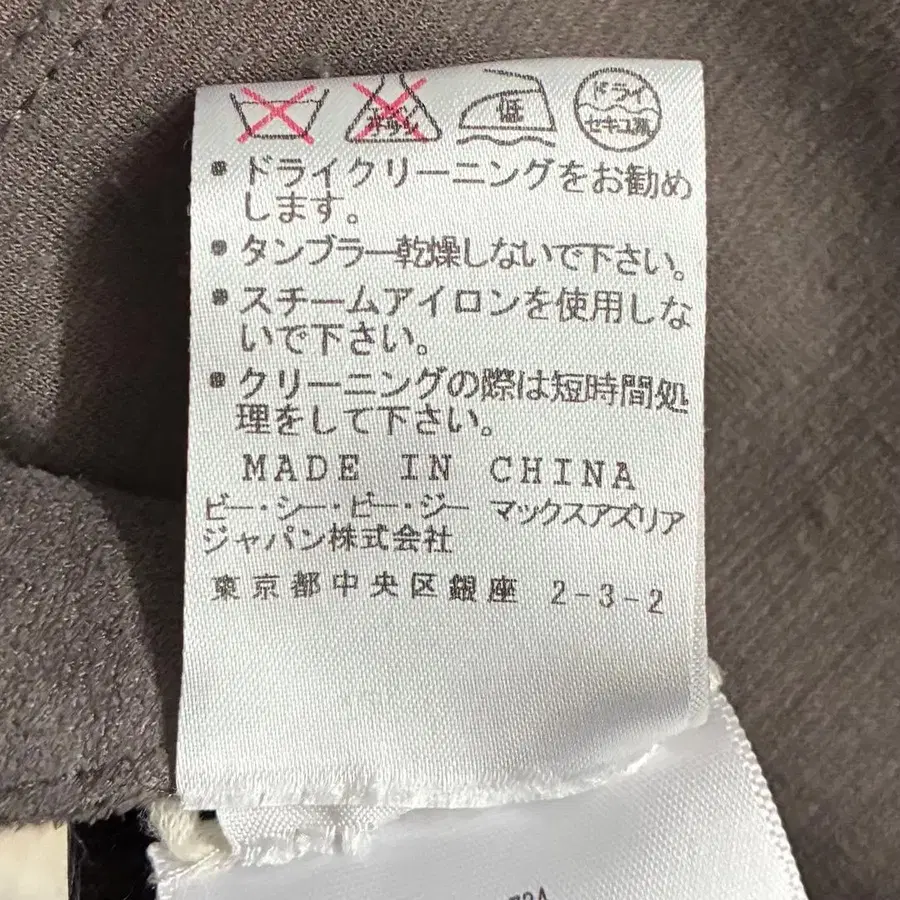 ほ ドライ
セキユ系
・ドライクリーニングをお勧め
します。
・タンブラー乾燥しないで下さい。
・スチームアイロンを使用しな
いで下さい。
・クリーニングの際は短時間処
理をして下さい。
MADE IN CHINA
ビー・シー・ビー・ジー マックスアズリア
ジャパン株式会社
東京都中央区銀座 2-3-2